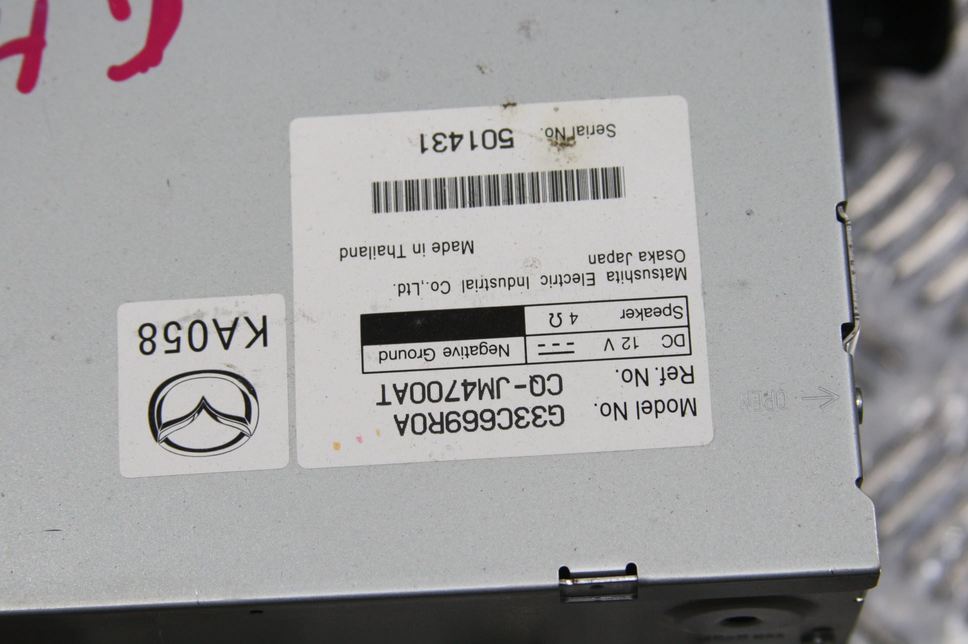 Model No. G33C669R0A
Ref. No. CQ-JM4700AT
DC 12 V Negative Ground
Speaker 4 Ω
Matsushita Electric Industrial Co.,Ltd.
Osaka Japan
Made in Thailand
Serial No. 501431
KA058
OPEN